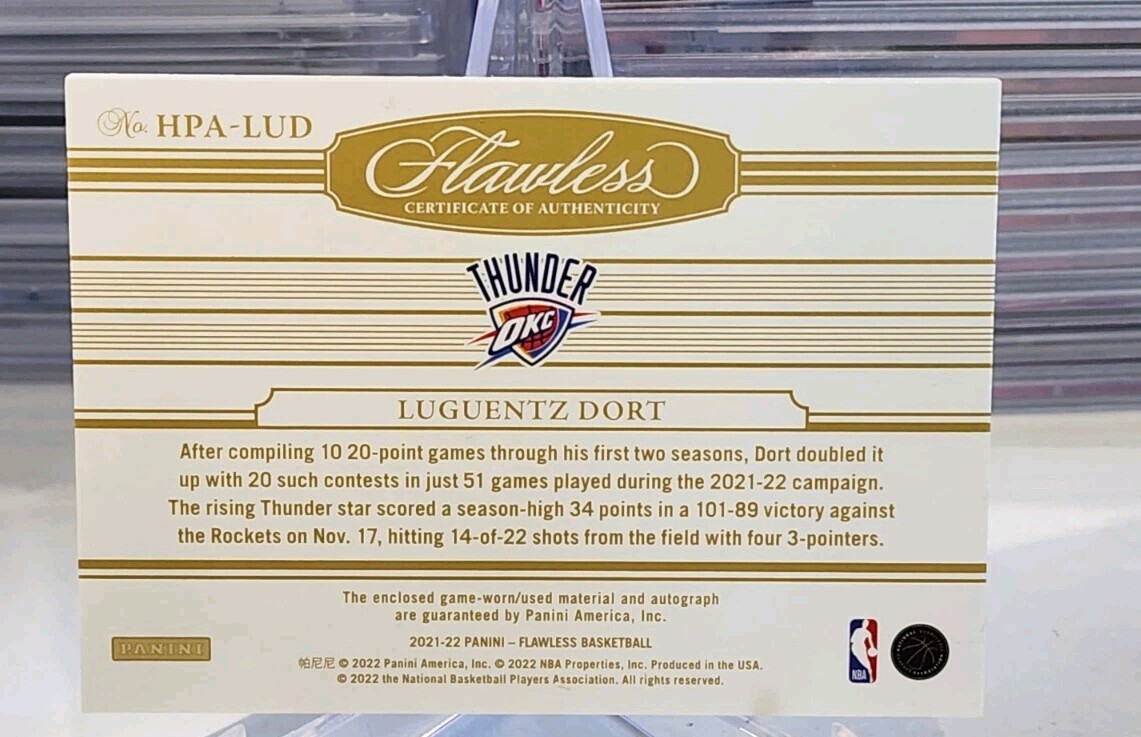 No. HPA-LUD
Flawless
CERTIFICATE OF AUTHENTICITY
THUNDER
OKC
LUGUENTZ DORT
After compiling 10 20-point games through his first two seasons, Dort doubled it
up with 20 such contests in just 51 games played during the 2021-22 campaign.
The rising Thunder star scored a season-high 34 points in a 101-89 victory against
the Rockets on Nov. 17, hitting 14-of-22 shots from the field with four 3-pointers.
The enclosed game-worn/used material and autograph
are guaranteed by Panini America, Inc.
2021-22 PANINI – FLAWLESS BASKETBALL
PANINI
帕尼尼 © 2022 Panini America, Inc. © 2022 NBA Properties, Inc. Produced in the USA.
© 2022 the National Basketball Players Association. All rights reserved.
NBA